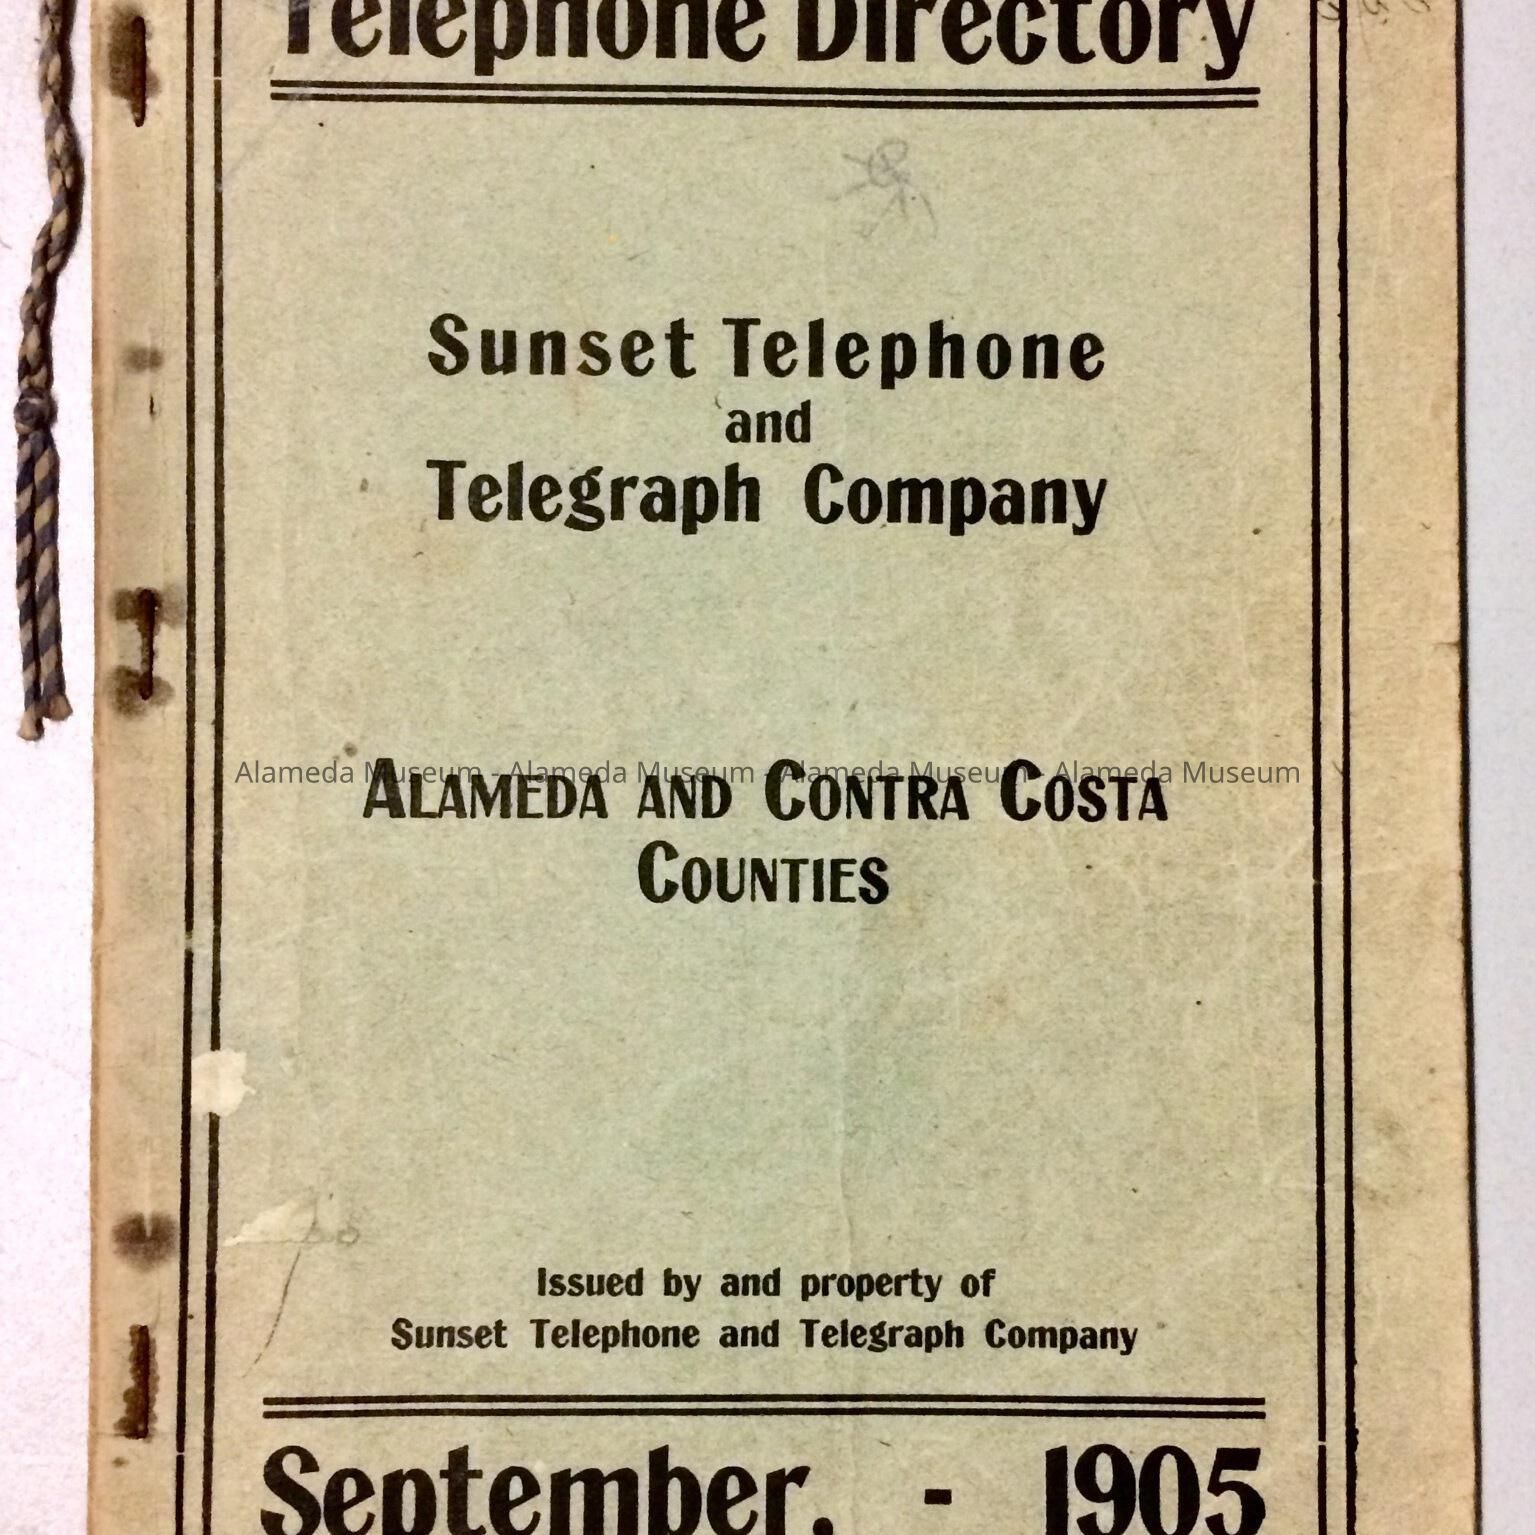 Telephone Directory
Sunset Telephone
and
Telegraph Company
Alameda Museum - Alameda Museum - Alameda Museum - Alameda Museum
ALAMEDA AND CONTRA COSTA
COUNTIES
Issued by and property of
Sunset Telephone and Telegraph Company
September, - 1905